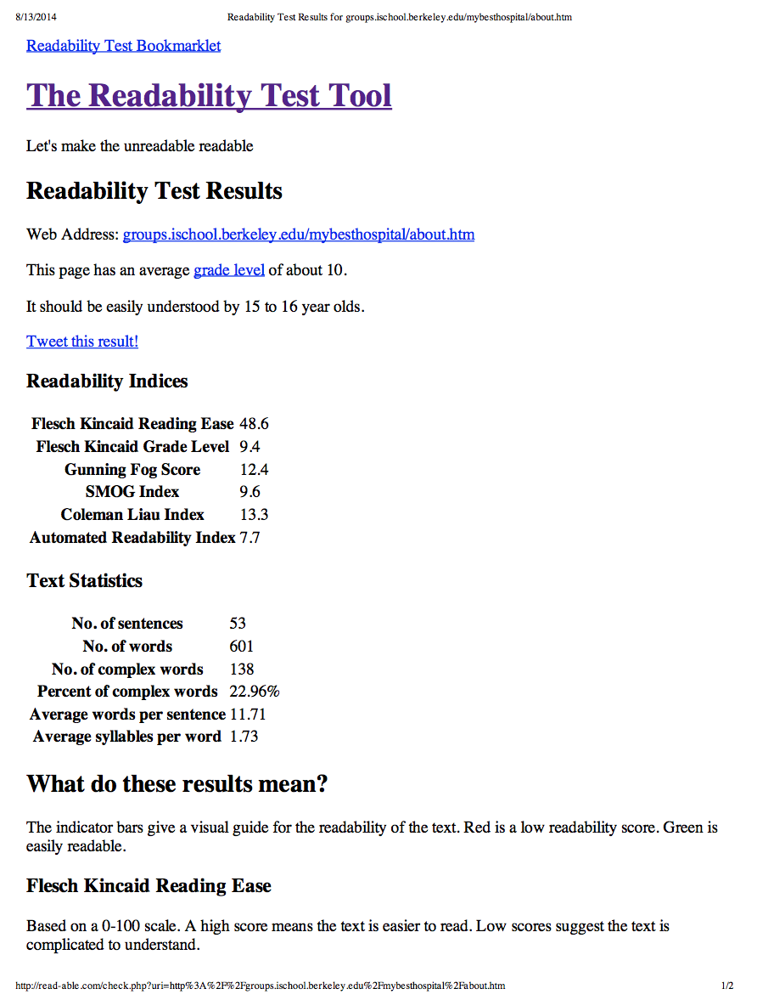 8/13/2014 Readability Test Results for groups.ischool.berkeley.edu/mybesthospital/about.htm
Readability Test Bookmarklet
The Readability Test Tool
Let's make the unreadable readable
Readability Test Results
Web Address: groups.ischool.berkeley.edu/mybesthospital/about.htm
This page has an average grade level of about 10.
It should be easily understood by 15 to 16 year olds.
Tweet this result!
Readability Indices
Flesch Kincaid Reading Ease 48.6
Flesch Kincaid Grade Level 9.4
Gunning Fog Score 12.4
SMOG Index 9.6
Coleman Liau Index 13.3
Automated Readability Index 7.7
Text Statistics
No. of sentences 53
No. of words 601
No. of complex words 138
Percent of complex words 22.96%
Average words per sentence 11.71
Average syllables per word 1.73
What do these results mean?
The indicator bars give a visual guide for the readability of the text. Red is a low readability score. Green is
easily readable.
Flesch Kincaid Reading Ease
Based on a 0-100 scale. A high score means the text is easier to read. Low scores suggest the text is
complicated to understand.
http://read-able.com/check.php?uri=http%3A%2F%2Fgroups.ischool.berkeley.edu%2Fmybesthospital%2Fabout.htm 1/2